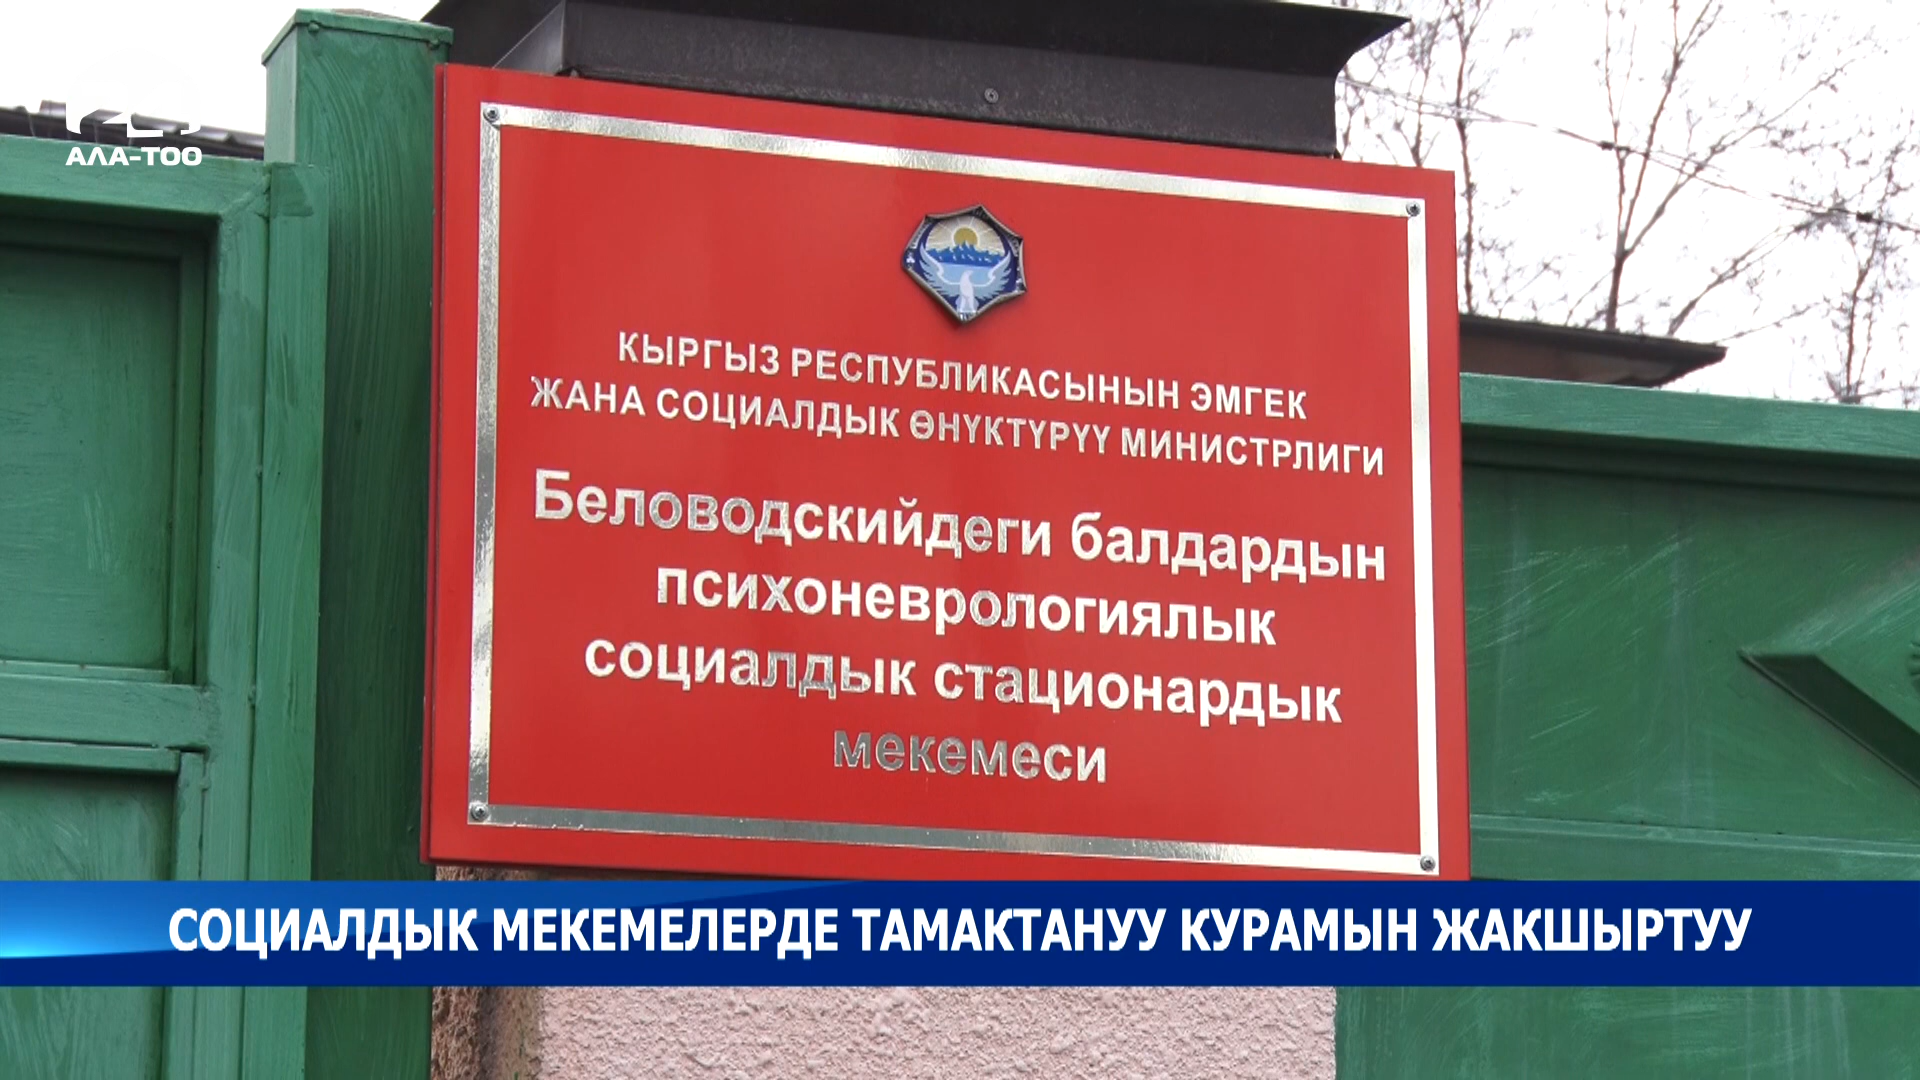 АЛА-ТОО
КЫРГЫЗ РЕСПУБЛИКАСЫНЫН ЭМГЕК
ЖАНА СОЦИАЛДЫК ӨНҮКТҮРҮҮ МИНИСТРЛИГИ
Беловодскийдеги балдардын
психоневрологиялык
социалдык стационардык
мекемеси
СОЦИАЛДЫК МЕКЕМЕЛЕРДЕ ТАМАКТАНУУ КУРАМЫН ЖАКШЫРТУУ